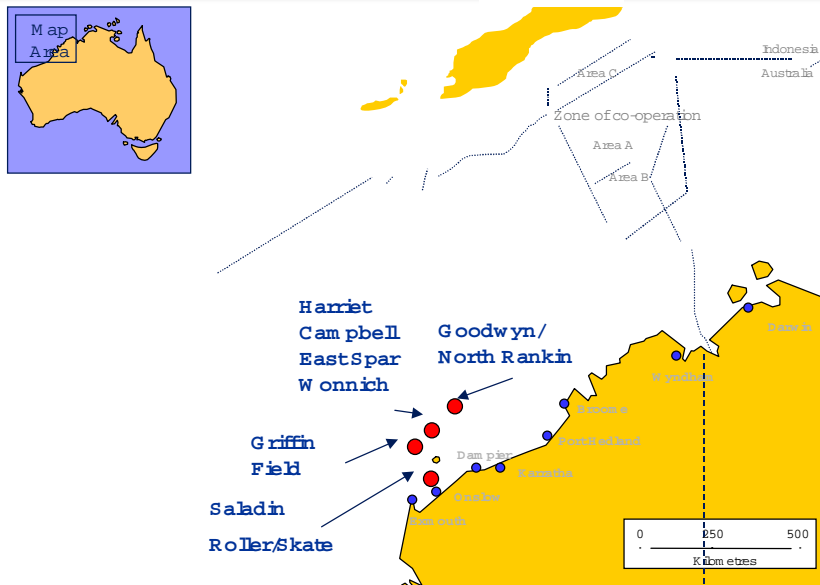 Map
Area
Indonesia
Australia
Area C
Zone of co-operation
Area A
Area B
Harriet
Campbell
East Spar
Wonnich
Goodwyn/
North Rankin
Darwin
Wyndham
Broome
Port Hedland
Griffin
Field
Dampier
Karratha
Onslow
Exmouth
Saladin
Roller/Skate
0 250 500
Kilometres